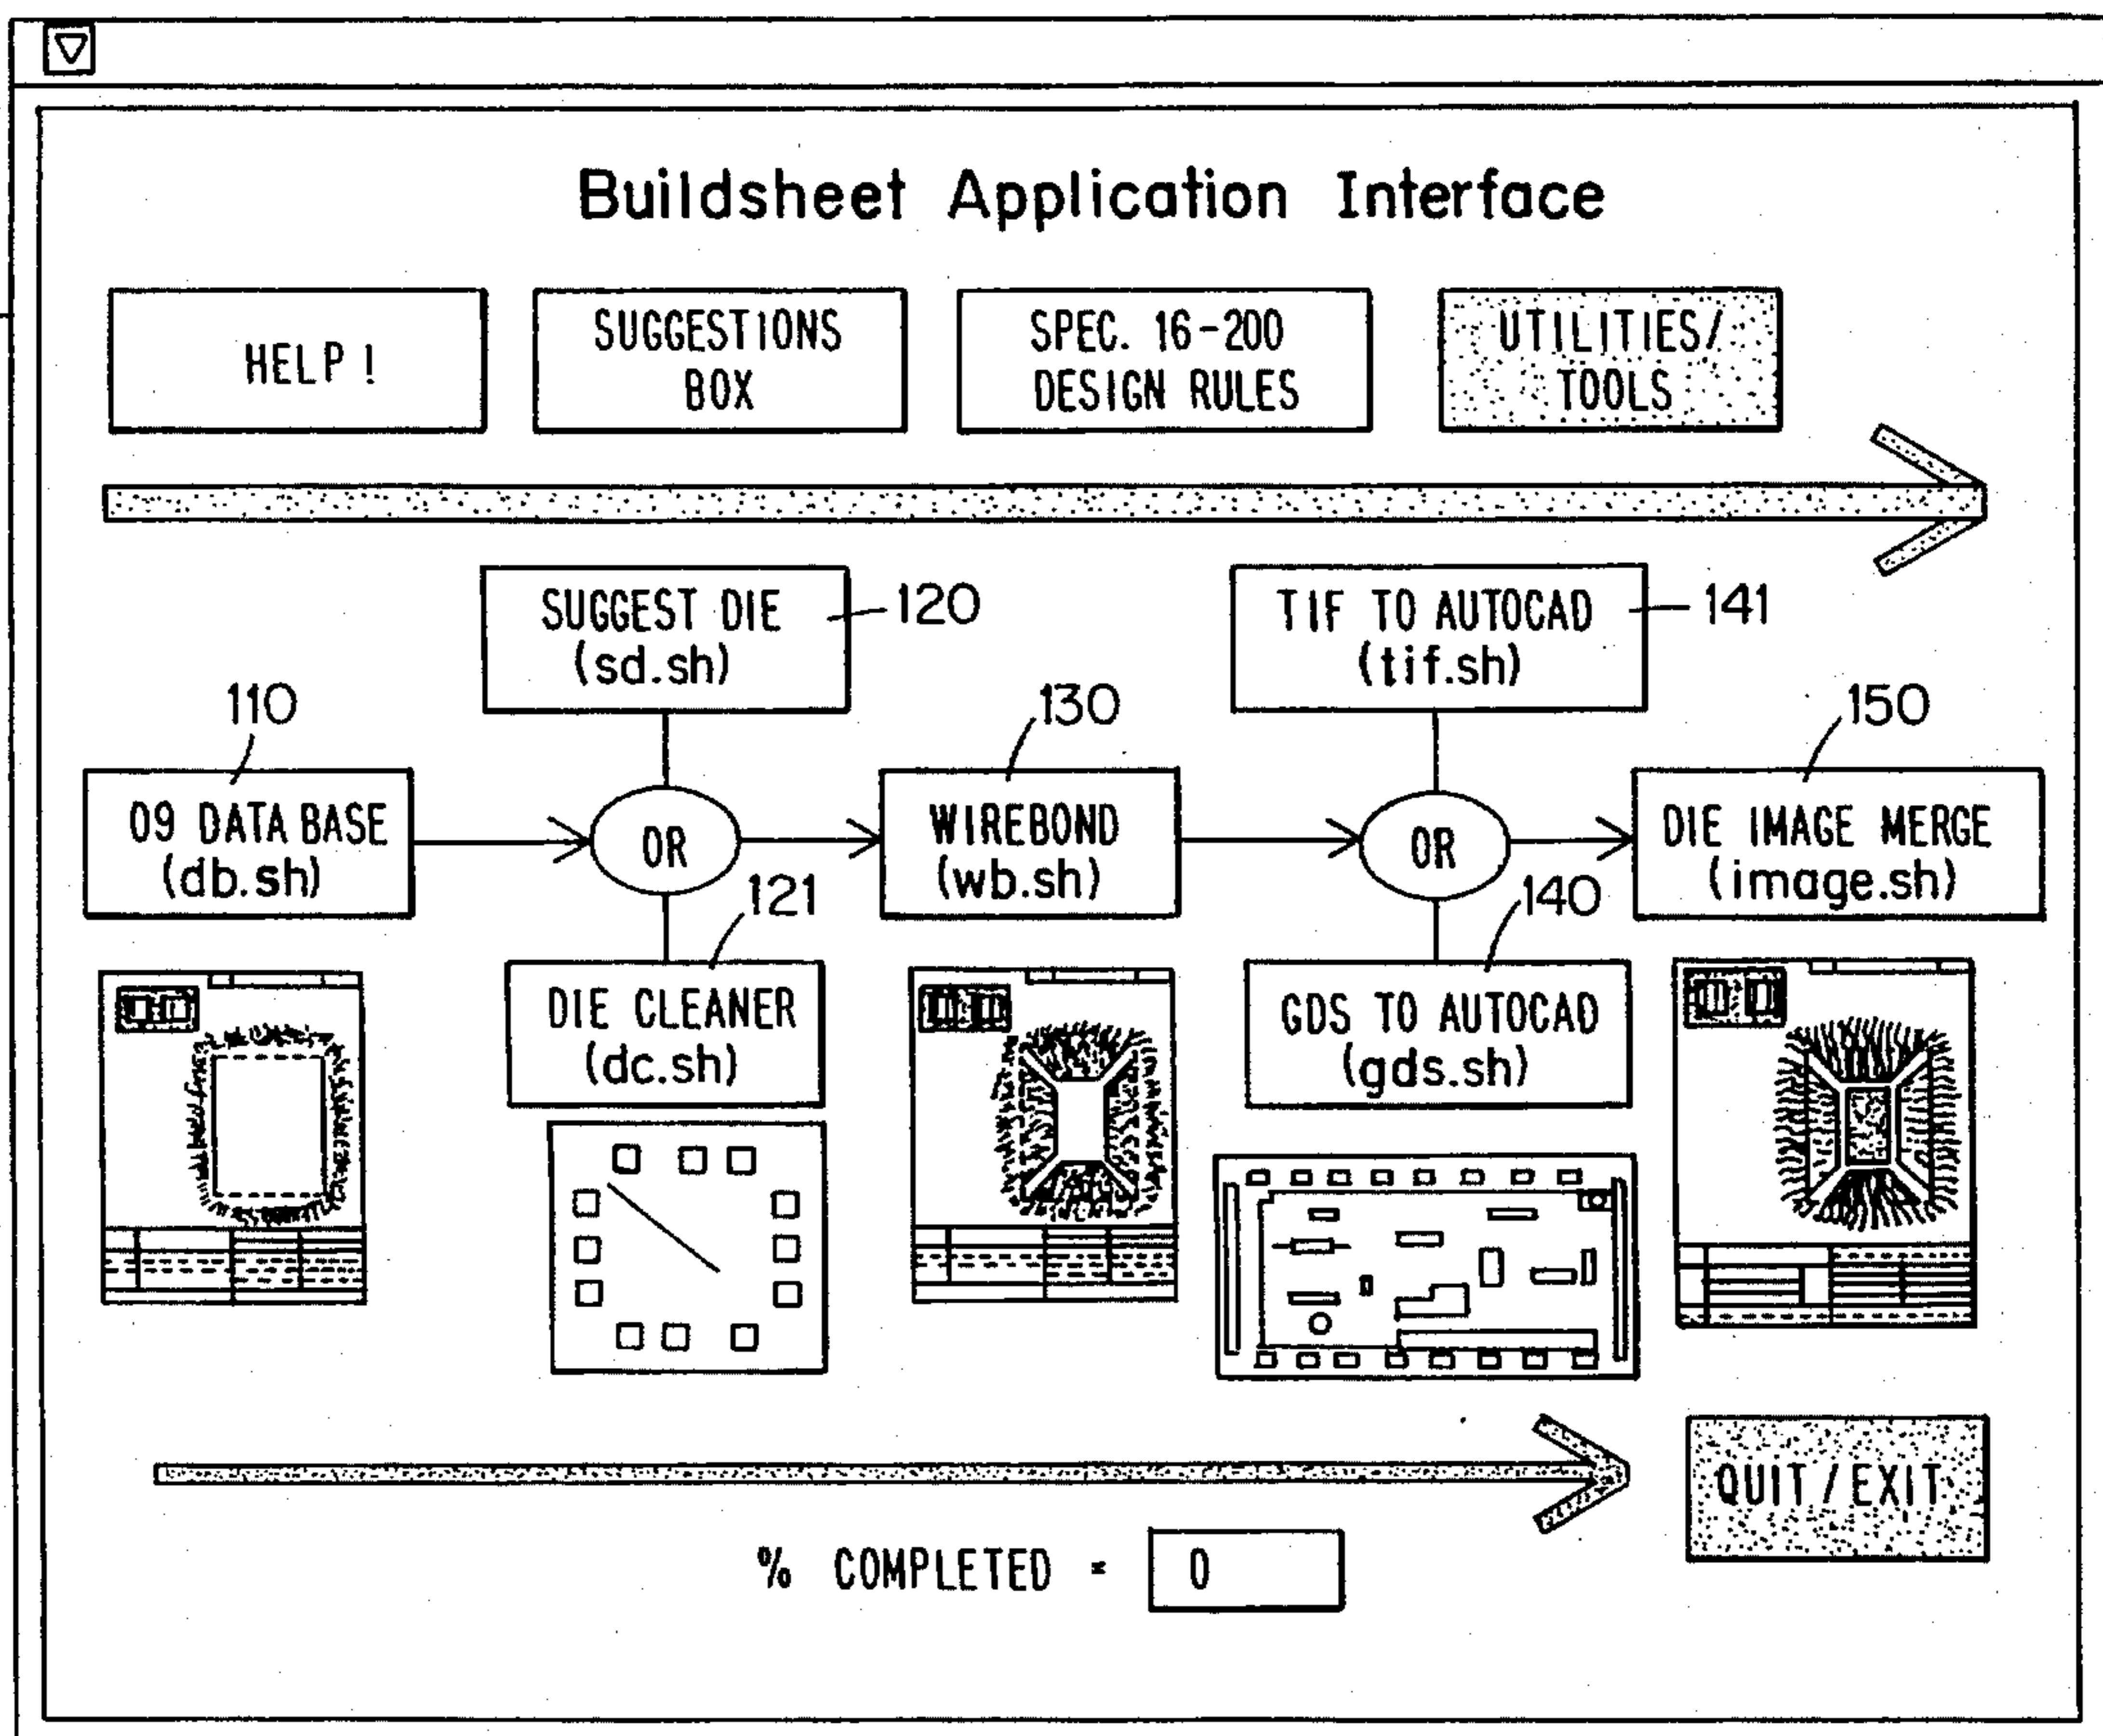 Buildsheet Application Interface
HELP !
SUGGESTIONS
BOX
SPEC. 16-200
DESIGN RULES
UTILITIES/
TOOLS
SUGGEST DIE
(sd.sh)
120
TIF TO AUTOCAD
(tif.sh)
141
110
130
150
09 DATA BASE
(db.sh)
OR
WIREBOND
(wb.sh)
OR
DIE IMAGE MERGE
(image.sh)
121
140
DIE CLEANER
(dc.sh)
GDS TO AUTOCAD
(gds.sh)
QUIT/EXIT
% COMPLETED = 0